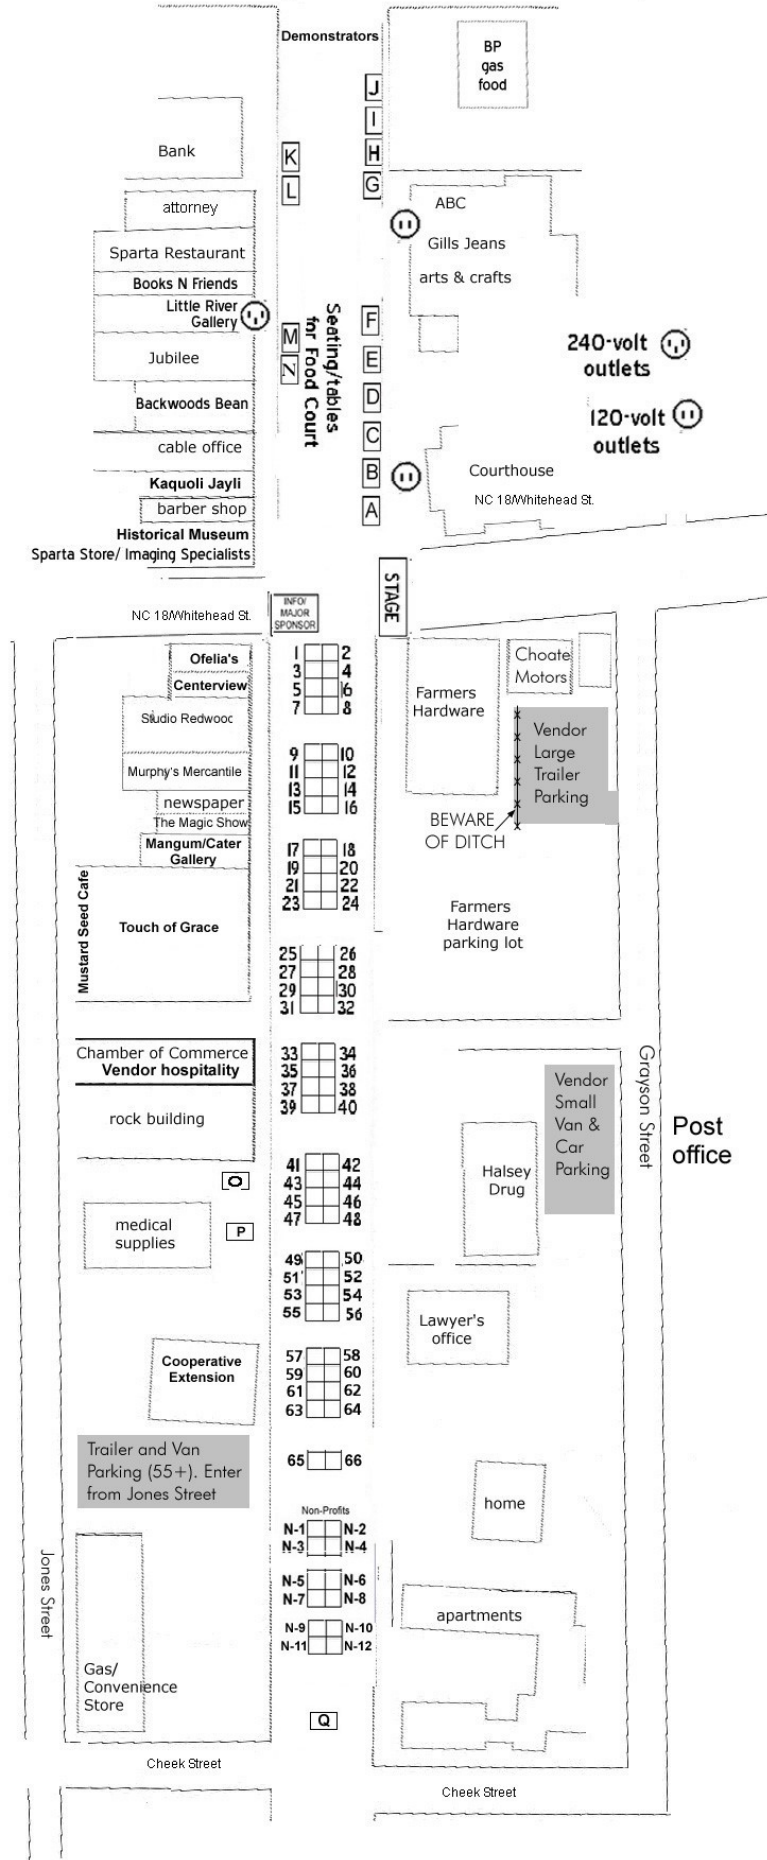 Demonstrators
BP
gas
food
J
I
H
G
K
L
Bank
attorney
Sparta Restaurant
Books N Friends
Little River
Gallery
Jubilee
Backwoods Bean
cable office
Kaquoli Jayli
barber shop
Historical Museum
Sparta Store/ Imaging Specialists
M
N
Seating/tables
for Food Court
F
E
D
C
B
A
ABC
Gills Jeans
arts & crafts
240-volt
outlets
120-volt
outlets
Courthouse
NC 18/Whitehead St.
STAGE
INFO/
MAJOR
SPONSOR
NC 18/Whitehead St.
Ofelia's
Centerview
Studio Redwood
Murphy's Mercantile
newspaper
The Magic Show
Mangum/Cater
Gallery
Mustard Seed Cafe
Touch of Grace
Chamber of Commerce
Vendor hospitality
rock building
O
P
medical
supplies
Cooperative
Extension
Trailer and Van
Parking (55+). Enter
from Jones Street
Jones Street
Gas/
Convenience
Store
Cheek Street
1 2
3 4
5 6
7 8
9 10
11 12
13 14
15 16
17 18
19 20
21 22
23 24
25 26
27 28
29 30
31 32
33 34
35 36
37 38
39 40
41 42
43 44
45 46
47 48
49 50
51 52
53 54
55 56
57 58
59 60
61 62
63 64
65 66
Non-Profits
N-1 N-2
N-3 N-4
N-5 N-6
N-7 N-8
N-9 N-10
N-11 N-12
Q
Farmers
Hardware
Choate
Motors
Vendor
Large
Trailer
Parking
BEWARE
OF DITCH
Farmers
Hardware
parking lot
Vendor
Small
Van &
Car
Parking
Grayson Street
Post
office
Halsey
Drug
Lawyer's
office
home
apartments
Cheek Street